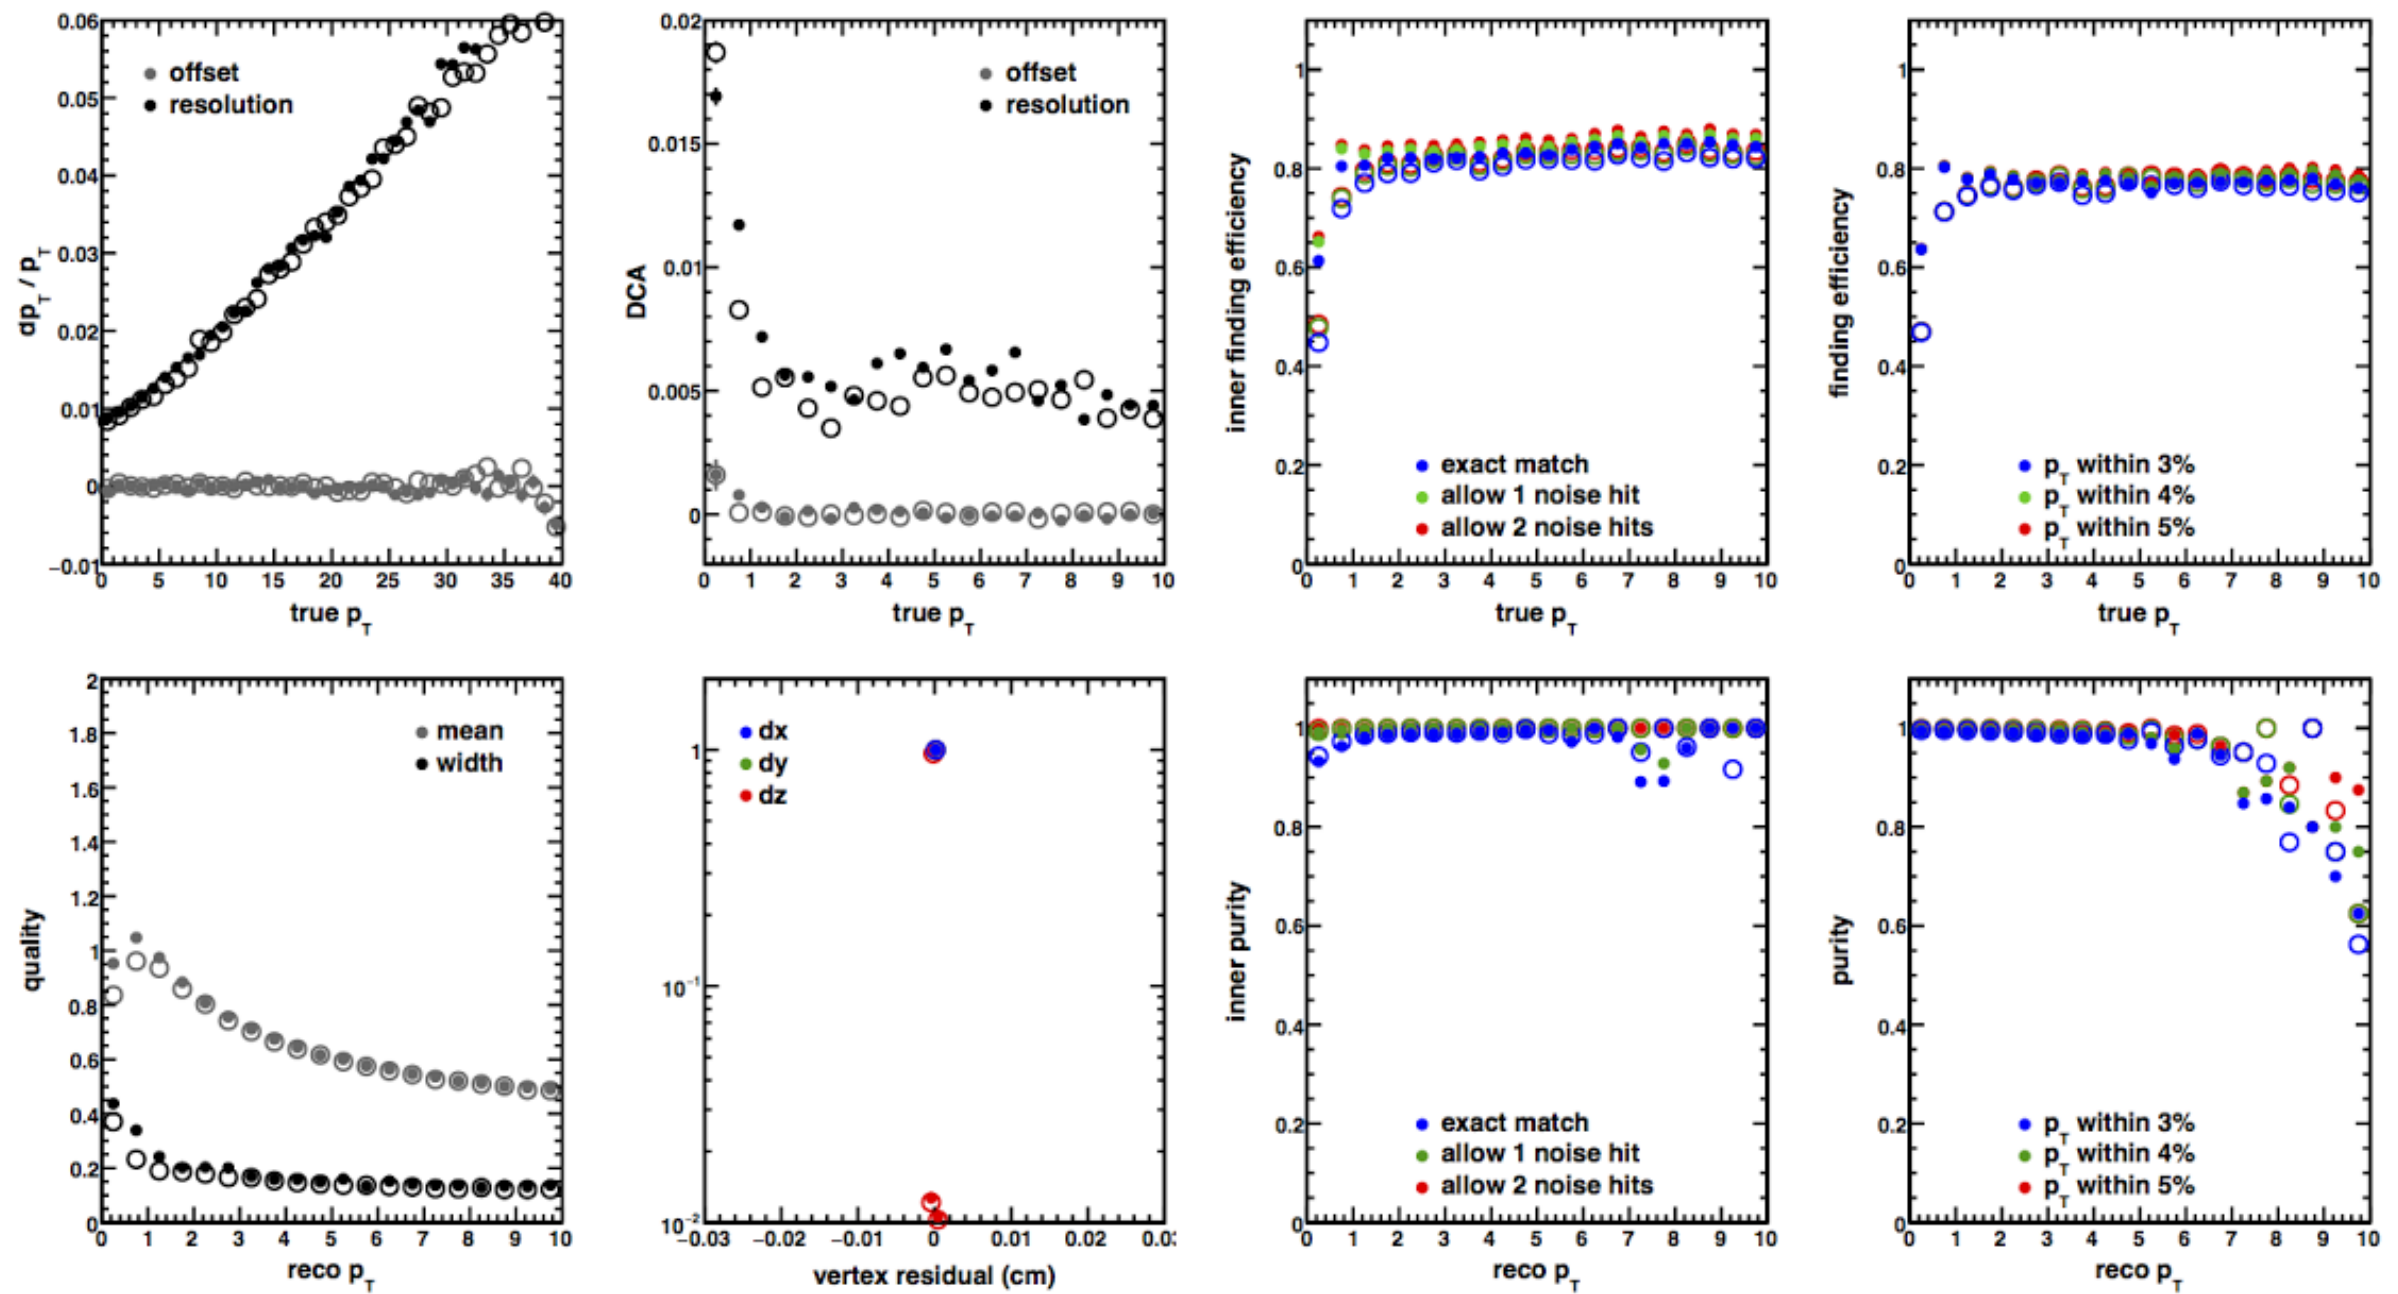 0.06
0.05
0.04
0.03
0.02
0.01
0
−0.01
dp_T / p_T
offset
resolution
0 5 10 15 20 25 30 35 40
true p_T
0.02
0.015
0.01
0.005
0
DCA
offset
resolution
0 1 2 3 4 5 6 7 8 9 10
true p_T
1
0.8
0.6
0.4
0.2
0
inner finding efficiency
exact match
allow 1 noise hit
allow 2 noise hits
0 1 2 3 4 5 6 7 8 9 10
true p_T
1
0.8
0.6
0.4
0.2
0
finding efficiency
p_T within 3%
p_T within 4%
p_T within 5%
0 1 2 3 4 5 6 7 8 9 10
true p_T
2
1.8
1.6
1.4
1.2
1
0.8
0.6
0.4
0.2
0
quality
mean
width
0 1 2 3 4 5 6 7 8 9 10
reco p_T
1
10⁻¹
10⁻²
dx
dy
dz
−0.03 −0.02 −0.01 0 0.01 0.02
vertex residual (cm)
1
0.8
0.6
0.4
0.2
0
inner purity
exact match
allow 1 noise hit
allow 2 noise hits
0 1 2 3 4 5 6 7 8 9 10
reco p_T
1
0.8
0.6
0.4
0.2
0
purity
p_T within 3%
p_T within 4%
p_T within 5%
0 1 2 3 4 5 6 7 8 9 10
reco p_T